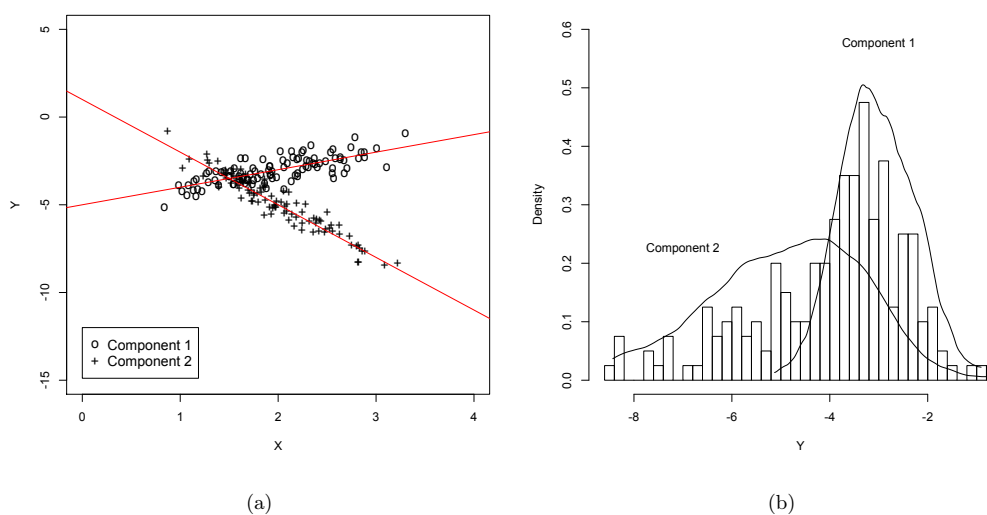 5
0
-5
-10
-15
Y
0 1 2 3 4
X
o Component 1
+ Component 2
(a)
0.6
0.5
0.4
0.3
0.2
0.1
0.0
Density
Component 1
Component 2
-8 -6 -4 -2
Y
(b)